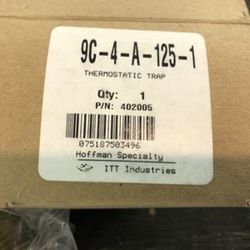 9C-4-A-125-1
THERMOSTATIC TRAP
Qty: 1
P/N: 402005
075187503496
Hoffman Specialty
ITT Industries